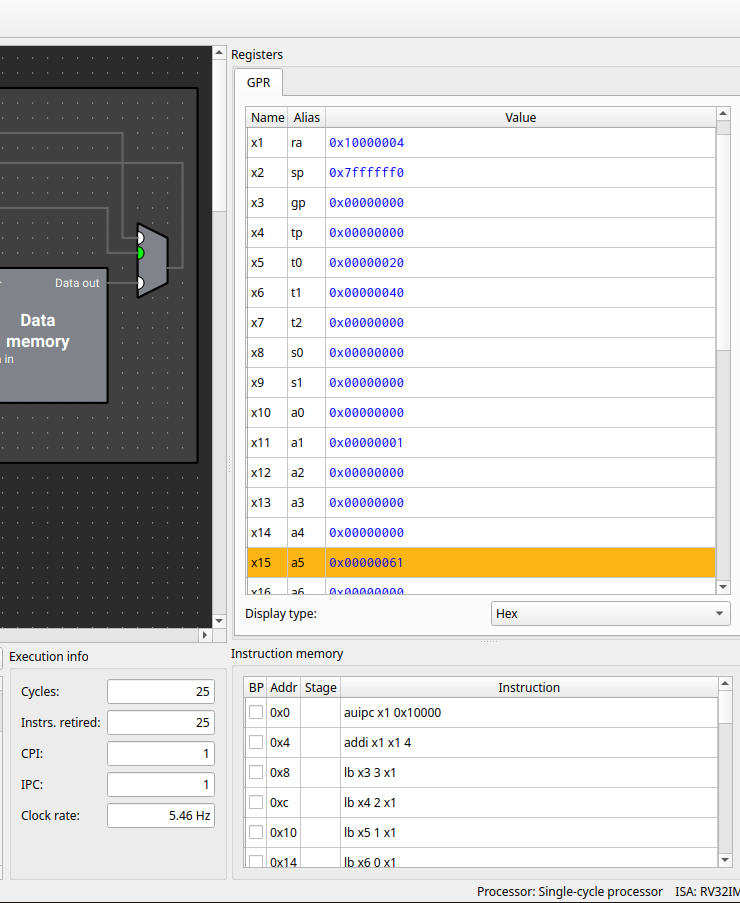 Registers
GPR
Name Alias Value
x1 ra 0x10000004
x2 sp 0x7ffffff0
x3 gp 0x00000000
x4 tp 0x00000000
x5 t0 0x00000020
x6 t1 0x00000040
x7 t2 0x00000000
x8 s0 0x00000000
x9 s1 0x00000000
x10 a0 0x00000000
x11 a1 0x00000001
x12 a2 0x00000000
x13 a3 0x00000000
x14 a4 0x00000000
x15 a5 0x00000061
x16 a6 0x00000000
Display type: Hex
Data out
Data
memory
in
Execution info
Cycles: 25
Instrs. retired: 25
CPI: 1
IPC: 1
Clock rate: 5.46 Hz
Instruction memory
BP Addr Stage Instruction
0x0 auipc x1 0x10000
0x4 addi x1 x1 4
0x8 lb x3 3 x1
0xc lb x4 2 x1
0x10 lb x5 1 x1
0x14 lb x6 0 x1
Processor: Single-cycle processor ISA: RV32IM